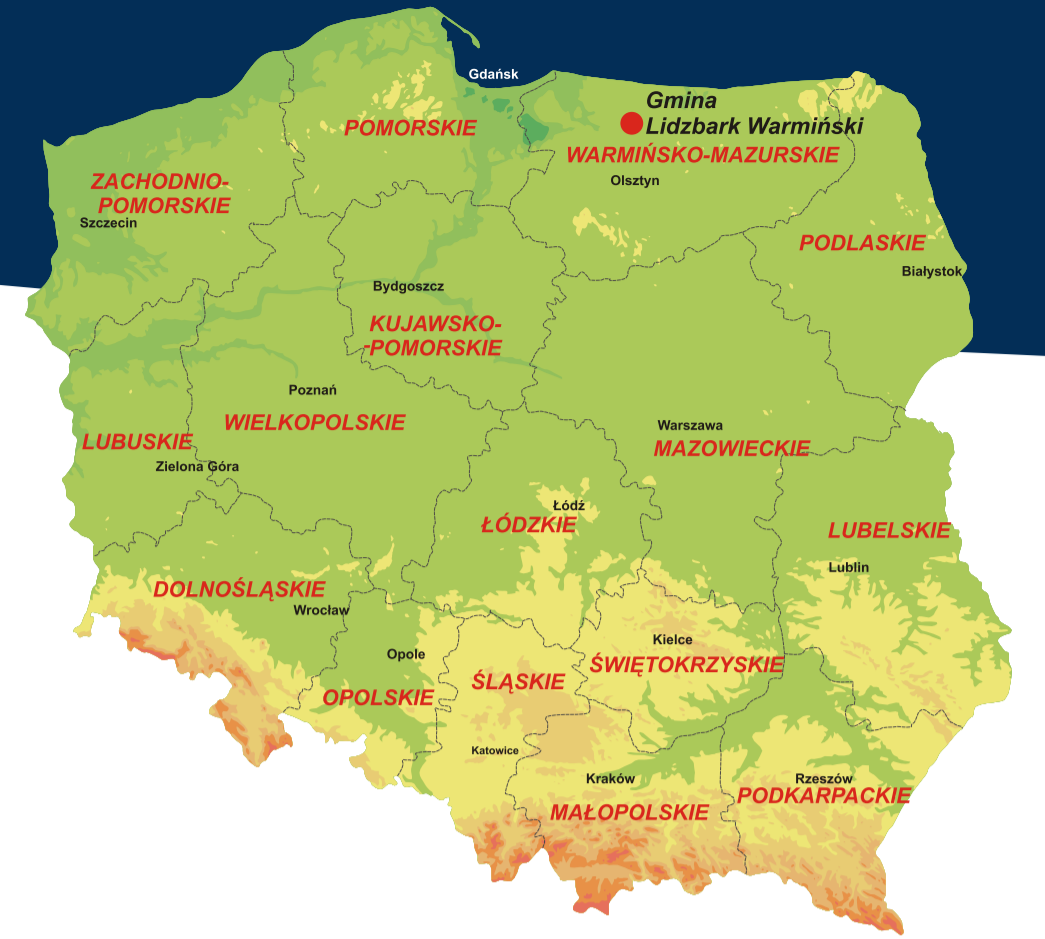 Gdańsk
Gmina
Lidzbark Warmiński
POMORSKIE
WARMIŃSKO-MAZURSKIE
ZACHODNIO-
POMORSKIE
Olsztyn
Szczecin
PODLASKIE
Białystok
Bydgoszcz
KUJAWSKO-
-POMORSKIE
Poznań
WIELKOPOLSKIE
Warszawa
MAZOWIECKIE
LUBUSKIE
Zielona Góra
Łódź
ŁÓDZKIE
LUBELSKIE
Lublin
DOLNOŚLĄSKIE
Wrocław
Kielce
ŚWIĘTOKRZYSKIE
Opole
OPOLSKIE
ŚLĄSKIE
Katowice
Kraków
MAŁOPOLSKIE
Rzeszów
PODKARPACKIE